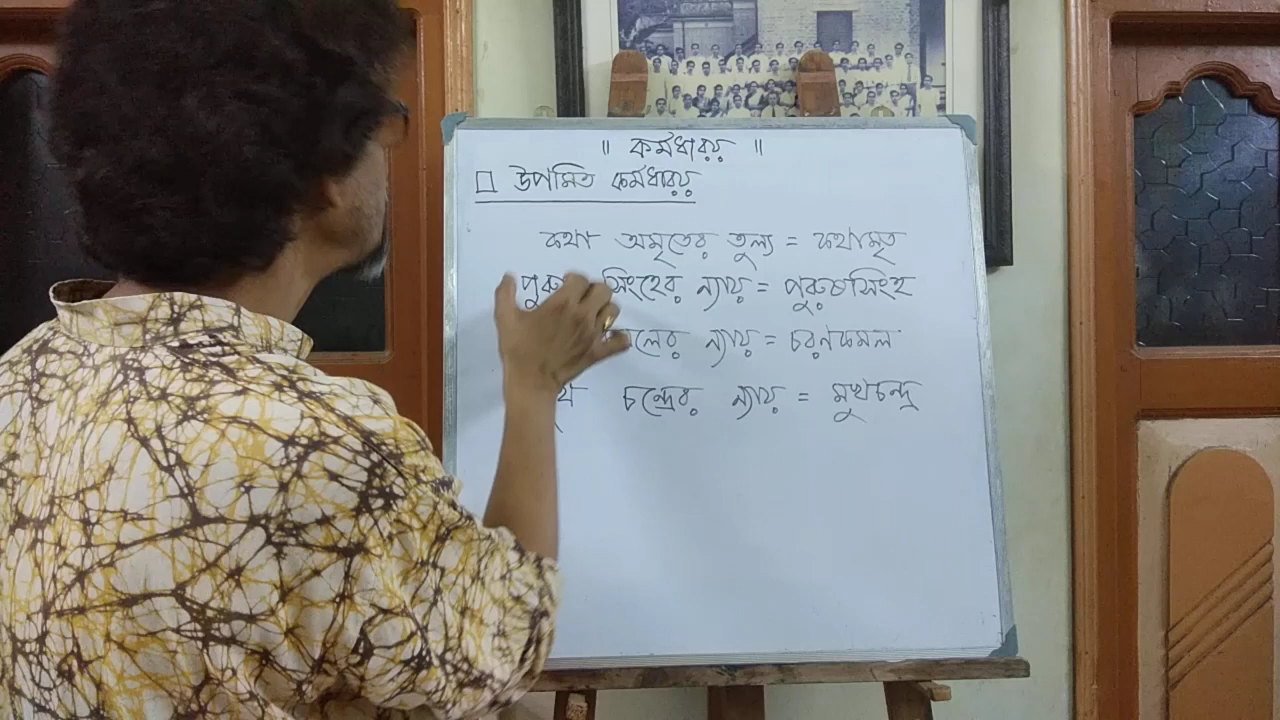 ॥ কর্মধারয় ॥
□ উপমিত কর্মধারয়
কথা অমৃতের তুল্য = কথামৃত
সিংহের ন্যায় = পুরুষসিংহ
ন্যায় = চরণকমল
চন্দ্রের ন্যায় = মুখচন্দ্র